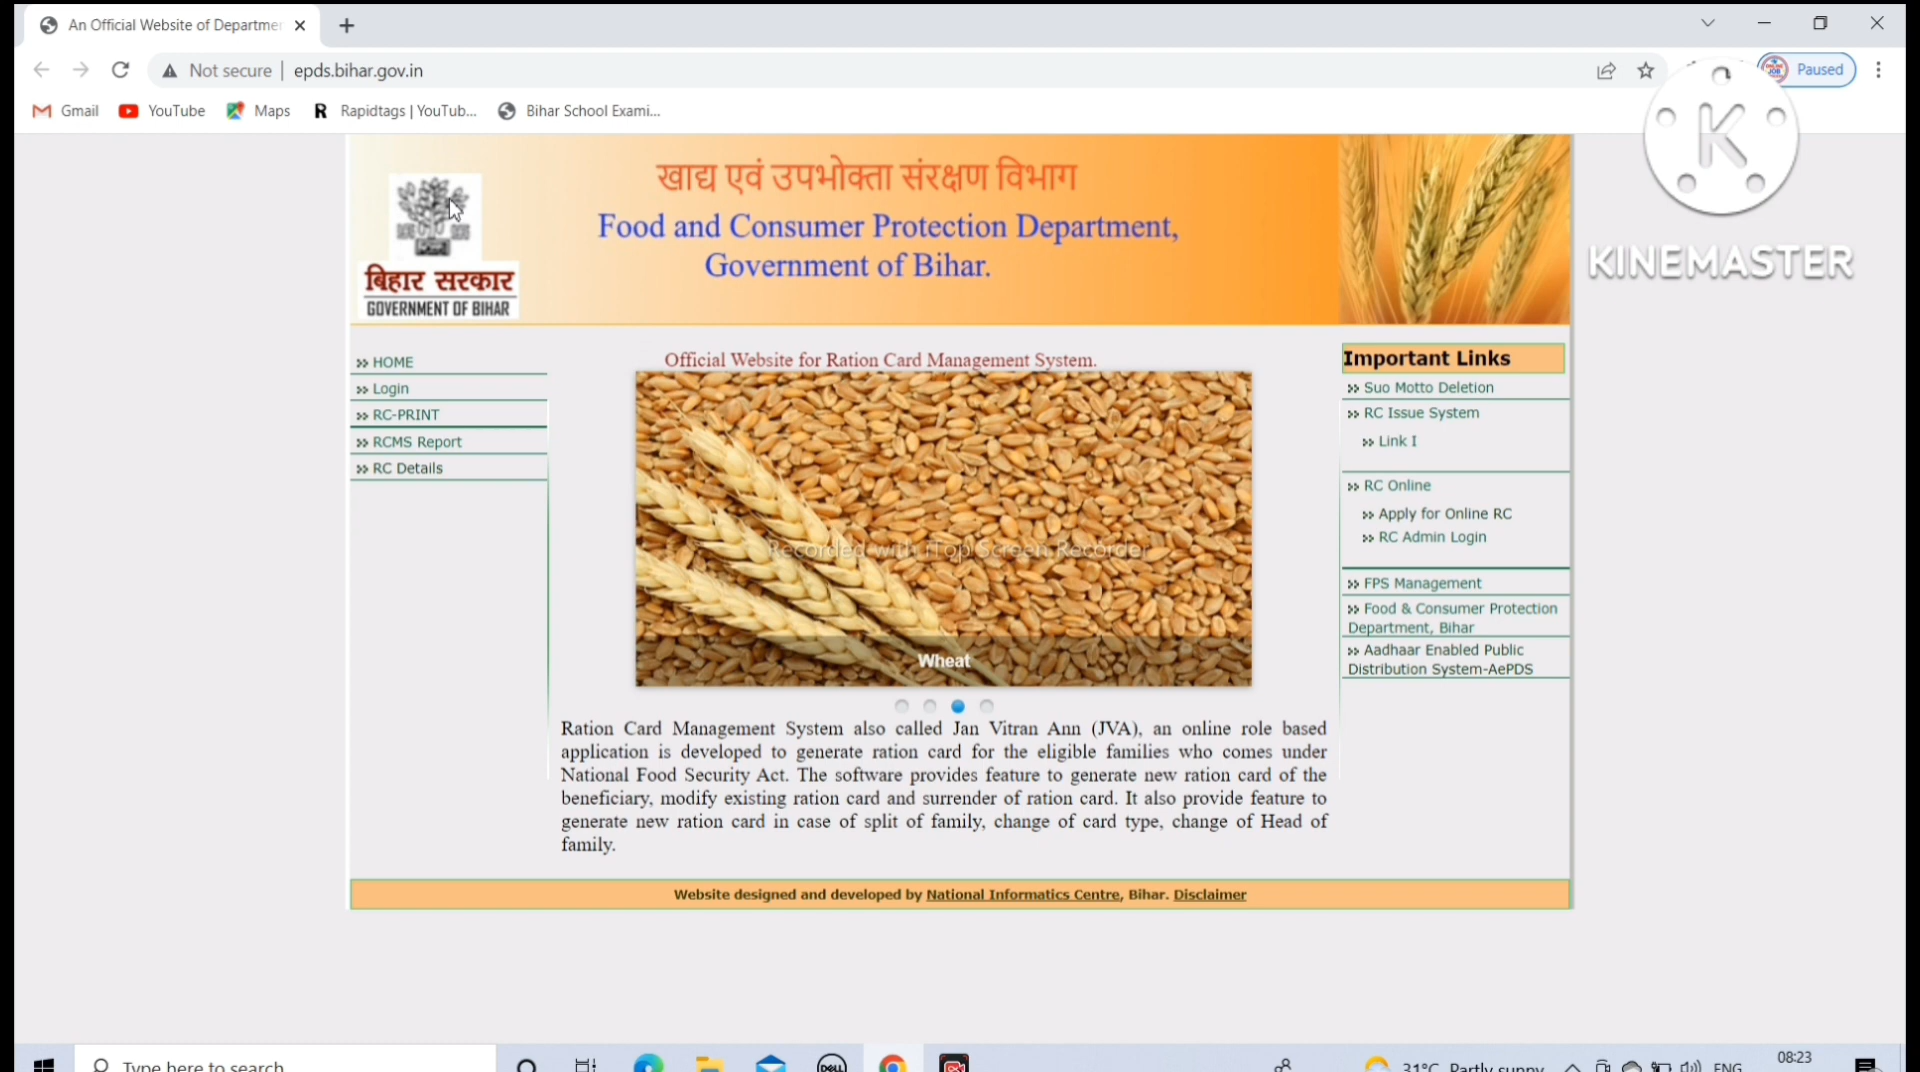 An Official Website of Departmen
Not secure | epds.bihar.gov.in
Paused
Gmail
YouTube
Maps
R Rapidtags | YouTub...
Bihar School Exami...
K
KINEMASTER
खाद्य एवं उपभोक्ता संरक्षण विभाग
Food and Consumer Protection Department,
Government of Bihar.
बिहार सरकार
GOVERNMENT OF BIHAR
HOME
Login
RC-PRINT
RCMS Report
RC Details
Official Website for Ration Card Management System.
Recorded with iTop Screen Recorder
Wheat
Ration Card Management System also called Jan Vitran Ann (JVA), an online role based
application is developed to generate ration card for the eligible families who comes under
National Food Security Act. The software provides feature to generate new ration card of the
beneficiary, modify existing ration card and surrender of ration card. It also provide feature to
generate new ration card in case of split of family, change of card type, change of Head of
family.
Important Links
Suo Motto Deletion
RC Issue System
Link I
RC Online
Apply for Online RC
RC Admin Login
FPS Management
Food & Consumer Protection
Department, Bihar
Aadhaar Enabled Public
Distribution System-AePDS
Website designed and developed by National Informatics Centre, Bihar. Disclaimer
Type here to search
DELL
31°C Partly sunny
ENG
08:23